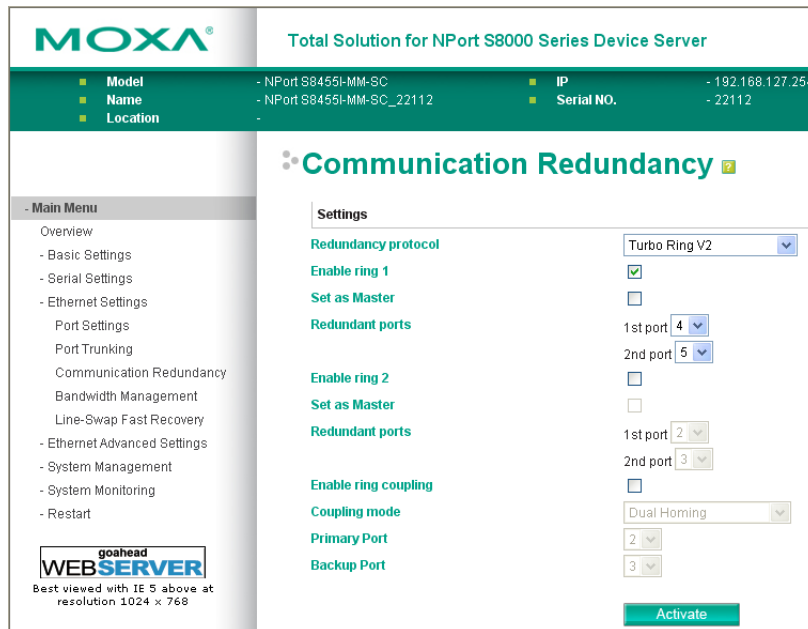 MOXA®
Total Solution for NPort S8000 Series Device Server
Model - NPort S8455I-MM-SC IP - 192.168.127.25
Name - NPort S8455I-MM-SC_22112 Serial NO. - 22112
Location -
Communication Redundancy
- Main Menu
Overview
- Basic Settings
- Serial Settings
- Ethernet Settings
Port Settings
Port Trunking
Communication Redundancy
Bandwidth Management
Line-Swap Fast Recovery
- Ethernet Advanced Settings
- System Management
- System Monitoring
- Restart
goahead
WEBSERVER
Best viewed with IE 5 above at
resolution 1024 x 768
Settings
Redundancy protocol Turbo Ring V2
Enable ring 1
Set as Master
Redundant ports 1st port 4
2nd port 5
Enable ring 2
Set as Master
Redundant ports 1st port 2
2nd port 3
Enable ring coupling
Coupling mode Dual Homing
Primary Port 2
Backup Port 3
Activate